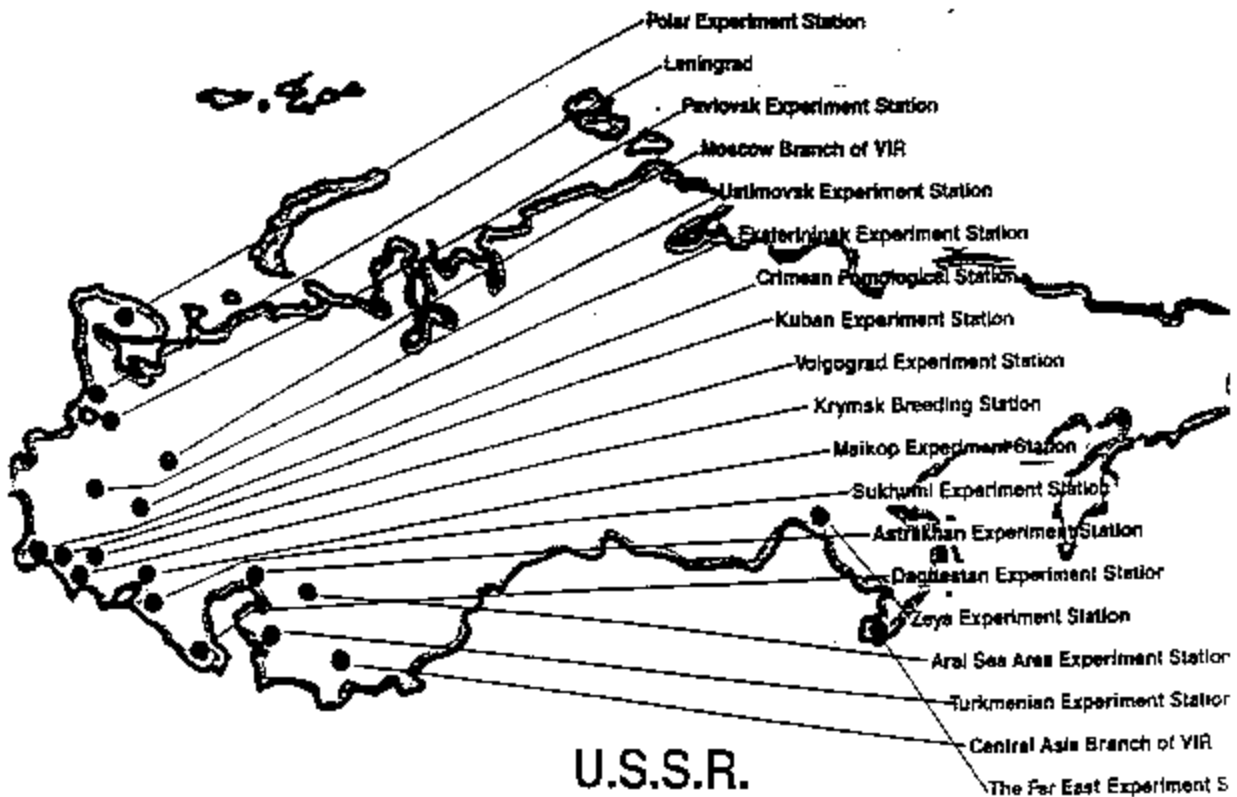 Polar Experiment Station
Leningrad
Pavlovsk Experiment Station
Moscow Branch of VIR
Ustimovsk Experiment Station
Ekaterininsk Experiment Station
Crimean Pomological Station
Kuban Experiment Station
Volgograd Experiment Station
Krymsk Breeding Station
Maikop Experiment Station
Sukhumi Experiment Station
Astrakhan Experiment Station
Daghestan Experiment Station
Zeya Experiment Station
Aral Sea Area Experiment Station
Turkmenian Experiment Station
Central Asia Branch of VIR
The Far East Experiment S
U.S.S.R.